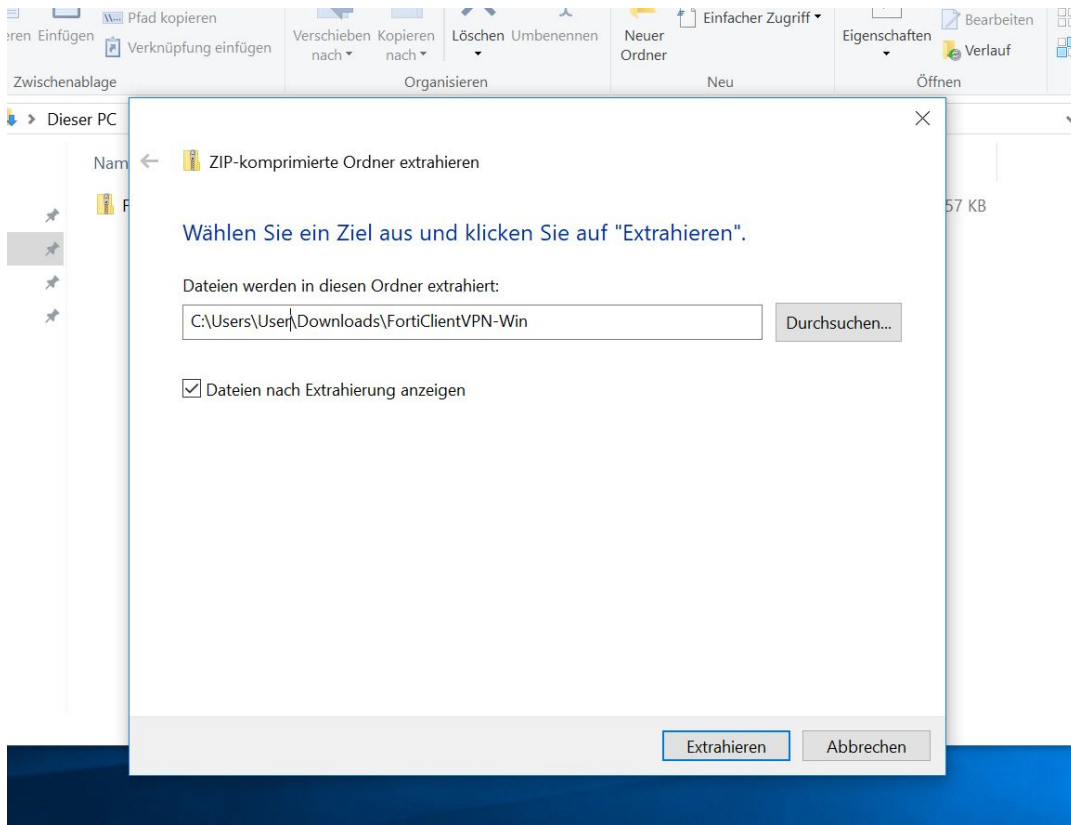 Pfad kopieren
Einfacher Zugriff
Bearbeiten
Einfügen
Verknüpfung einfügen
Verschieben nach
Kopieren nach
Löschen
Umbenennen
Neuer Ordner
Eigenschaften
Verlauf
Zwischenablage
Organisieren
Neu
Öffnen
Dieser PC
ZIP-komprimierte Ordner extrahieren
57 KB
Wählen Sie ein Ziel aus und klicken Sie auf "Extrahieren".
Dateien werden in diesen Ordner extrahiert:
C:\Users\User\Downloads\FortiClientVPN-Win
Durchsuchen...
Dateien nach Extrahierung anzeigen
Extrahieren
Abbrechen